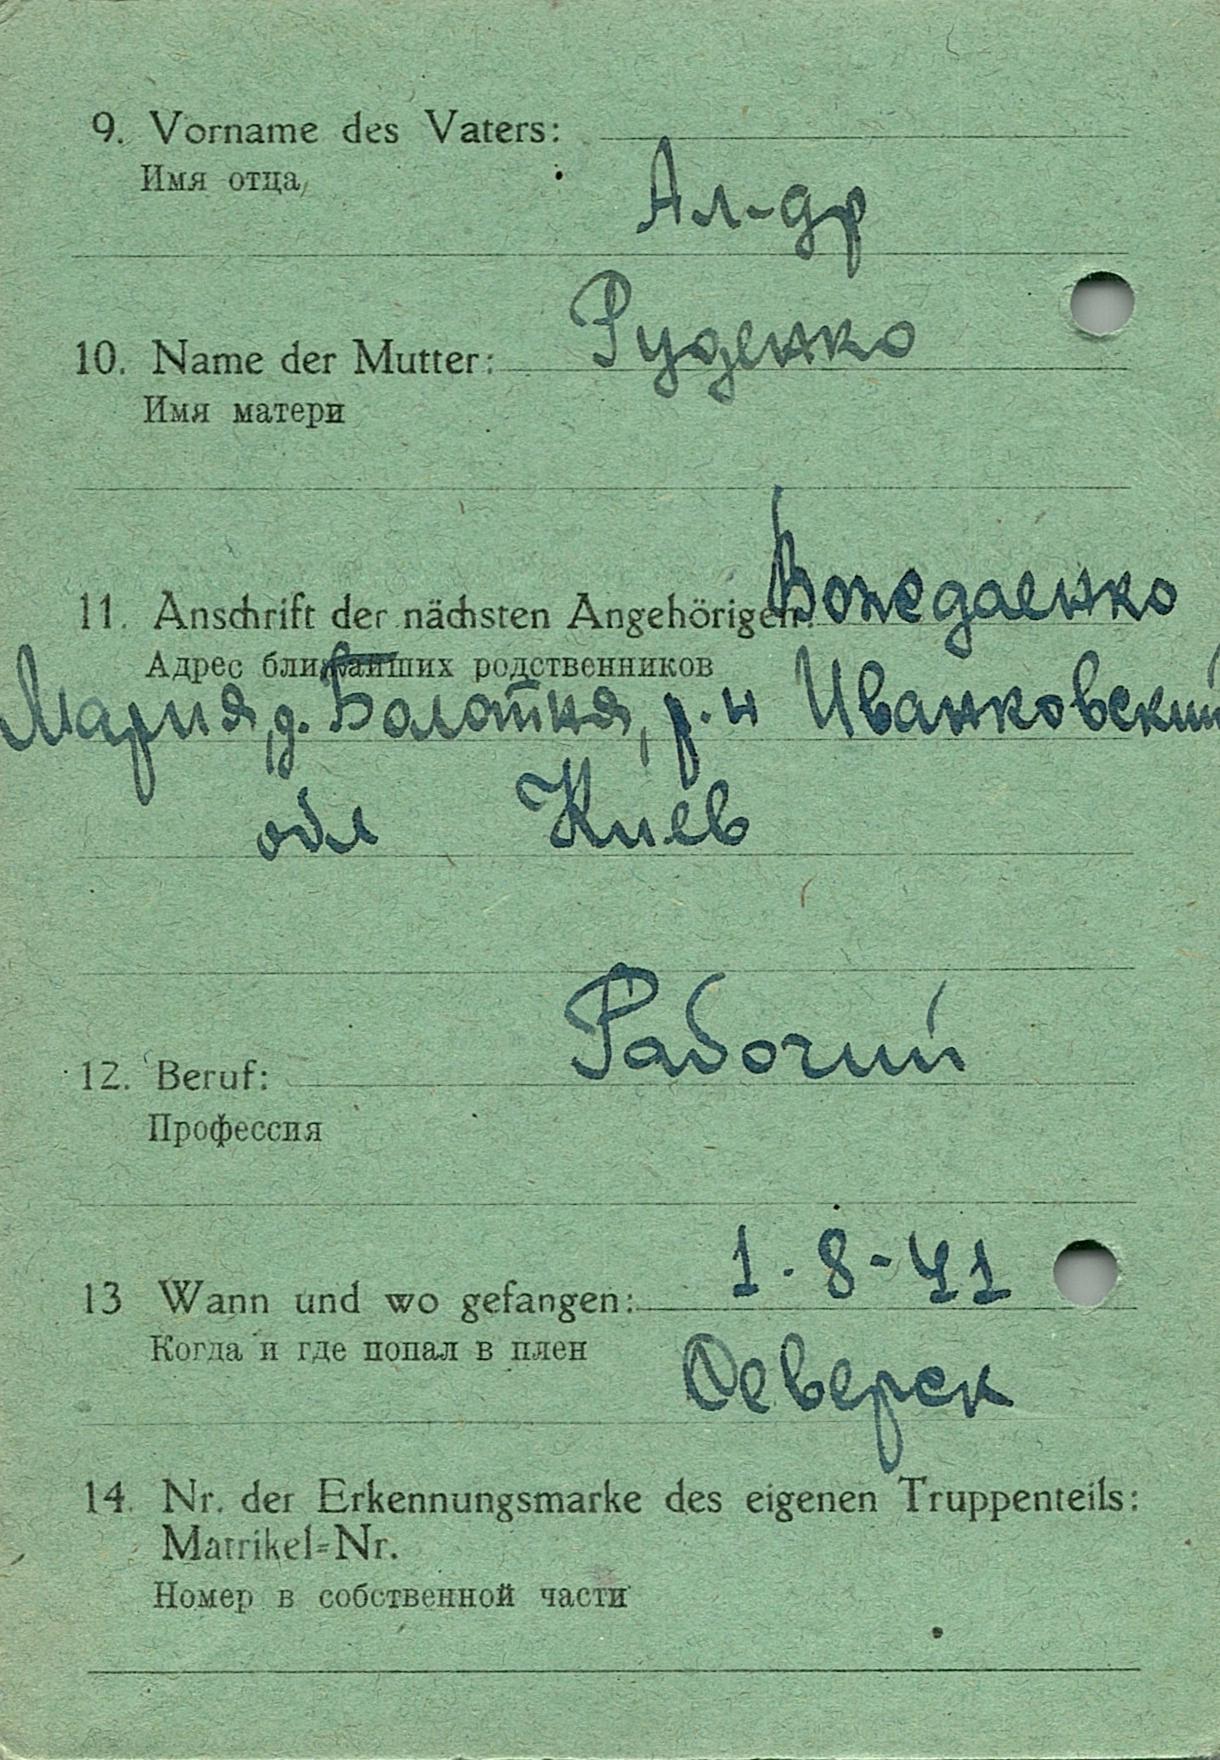 9. Vorname des Vaters:
Имя отца
Ал-др
Руденко
10. Name der Mutter:
Имя матери
11. Anschrift der nächsten Angehörigen:
Адрес ближайших родственников
Мария, д. Болотня, р.н Иванковский
обл Киев
Рабочий
12. Beruf:
Профессия
1.8-41
13 Wann und wo gefangen:
Когда и где попал в плен
Северск
14. Nr. der Erkennungsmarke des eigenen Truppenteils:
Matrikel=Nr.
Номер в собственной части